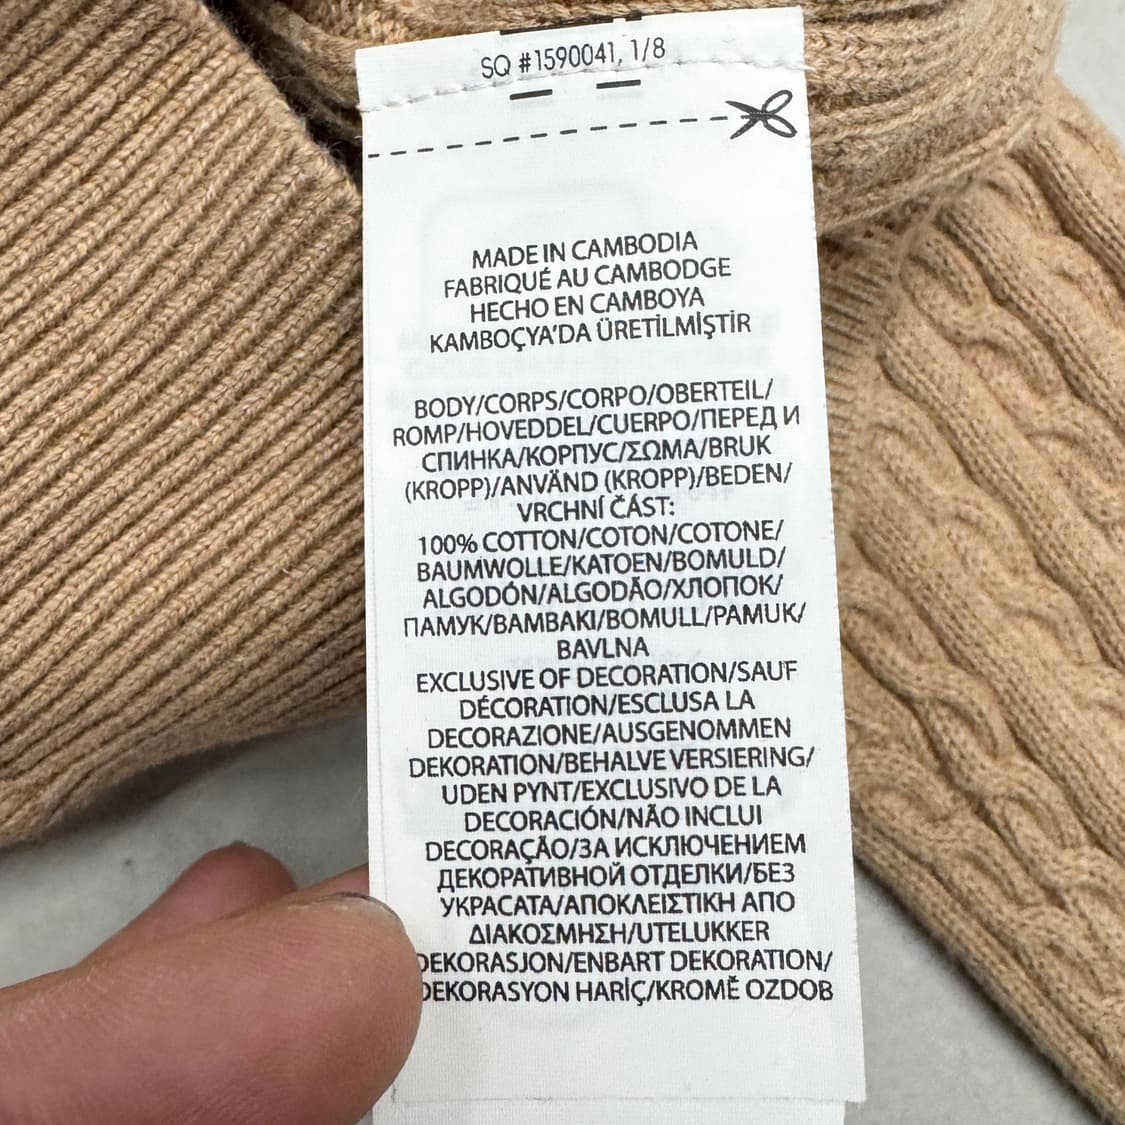 SQ #1590041, 1/8
MADE IN CAMBODIA
FABRIQUÉ AU CAMBODGE
HECHO EN CAMBOYA
KAMBOÇYA'DA ÜRETİLMİŞTİR
BODY/CORPS/CORPO/OBERTEIL/
ROMP/HOVEDDEL/CUERPO/ПЕРЕД И
СПИНКА/КОРПУС/ΣΩΜΑ/BRUK
(KROPP)/ANVÄND (KROPP)/BEDEN/
VRCHNÍ ČÁST:
100% COTTON/COTON/COTONE/
BAUMWOLLE/KATOEN/BOMULD/
ALGODÓN/ALGODÃO/ХЛОПОК/
ПАМУК/ΒΑΜΒΑΚΙ/BOMULL/PAMUK/
BAVLNA
EXCLUSIVE OF DECORATION/SAUF
DÉCORATION/ESCLUSA LA
DECORAZIONE/AUSGENOMMEN
DEKORATION/BEHALVE VERSIERING/
UDEN PYNT/EXCLUSIVO DE LA
DECORACIÓN/NÃO INCLUI
DECORAÇÃO/ЗА ИСКЛЮЧЕНИЕМ
ДЕКОРАТИВНОЙ ОТДЕЛКИ/БЕЗ
УКРАСАТА/ΑΠΟΚΛΕΙΣΤΙΚΗ ΑΠΟ
ΔΙΑΚΟΣΜΗΣΗ/UTELUKKER
DEKORASJON/ENBART DEKORATION/
DEKORASYON HARİÇ/KROMĚ OZDOB